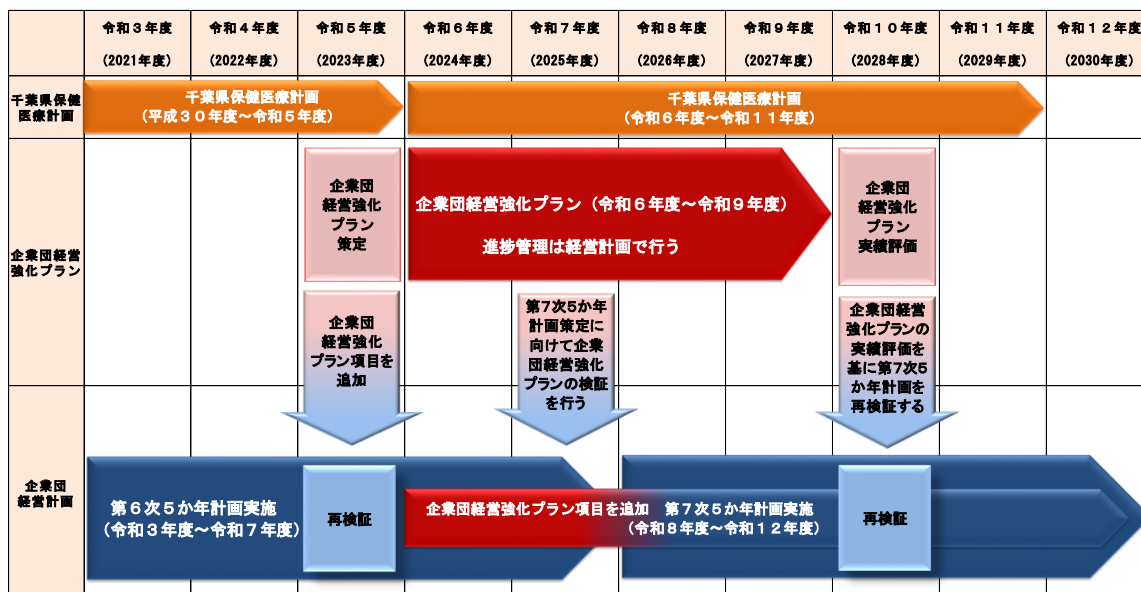 令和３年度
(2021年度)
令和４年度
(2022年度)
令和５年度
(2023年度)
令和６年度
(2024年度)
令和７年度
(2025年度)
令和８年度
(2026年度)
令和９年度
(2027年度)
令和１０年度
(2028年度)
令和１１年度
(2029年度)
令和１２年度
(2030年度)
千葉県保健
医療計画
千葉県保健医療計画
（平成３０年度～令和５年度）
千葉県保健医療計画
（令和６年度～令和１１年度）
企業団経営
強化プラン
企業団
経営強化
プラン
策定
企業団経営強化プラン（令和６年度～令和９年度）
進捗管理は経営計画で行う
企業団
経営強化
プラン
実績評価
企業団
経営強化
プラン項目を
追加
第７次５か年
計画策定に
向けて企業
団経営強化
プランの検証
を行う
企業団経営
強化プランの
実績評価を
基に第７次５
か年計画を
再検証する
企業団
経営計画
第６次５か年計画実施
（令和３年度～令和７年度）
再検証
企業団経営強化プラン項目を追加
第７次５か年計画実施
（令和８年度～令和１２年度）
再検証